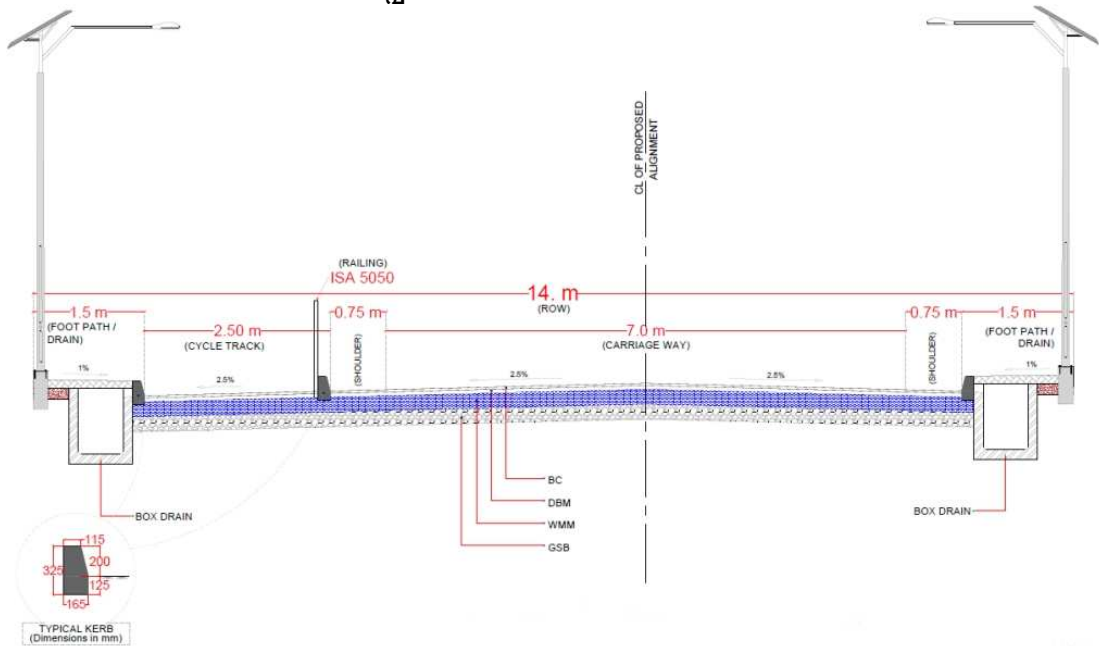 CL OF PROPOSED
ALIGNMENT
(RAILING)
ISA 5050
14. m
(ROW)
1.5 m
(FOOT PATH /
DRAIN)
2.50 m
(CYCLE TRACK)
0.75 m
(SHOULDER)
7.0 m
(CARRIAGE WAY)
0.75 m
(SHOULDER)
1.5 m
(FOOT PATH /
DRAIN)
1%
2.5%
2.5%
2.5%
1%
BC
DBM
WMM
GSB
BOX DRAIN
BOX DRAIN
115
325
200
125
165
TYPICAL KERB
(Dimensions in mm)